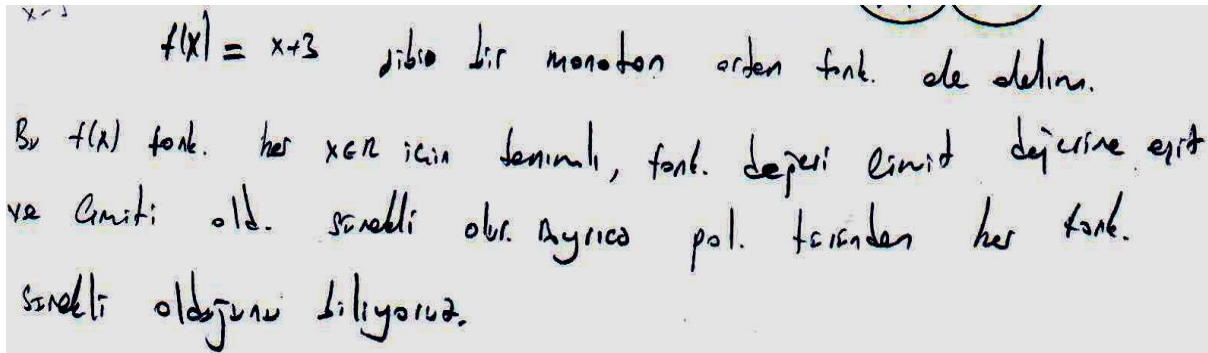 f(x) = x+3 gibi bir monoton artan fonk. ele alalım.
Bu f(x) fonk. her x∈R için tanımlı, fonk. değeri limit değerine eşit
ve limiti old. sürekli olur. Ayrıca pol. türünden her fonk.
sürekli olduğunu biliyoruz.